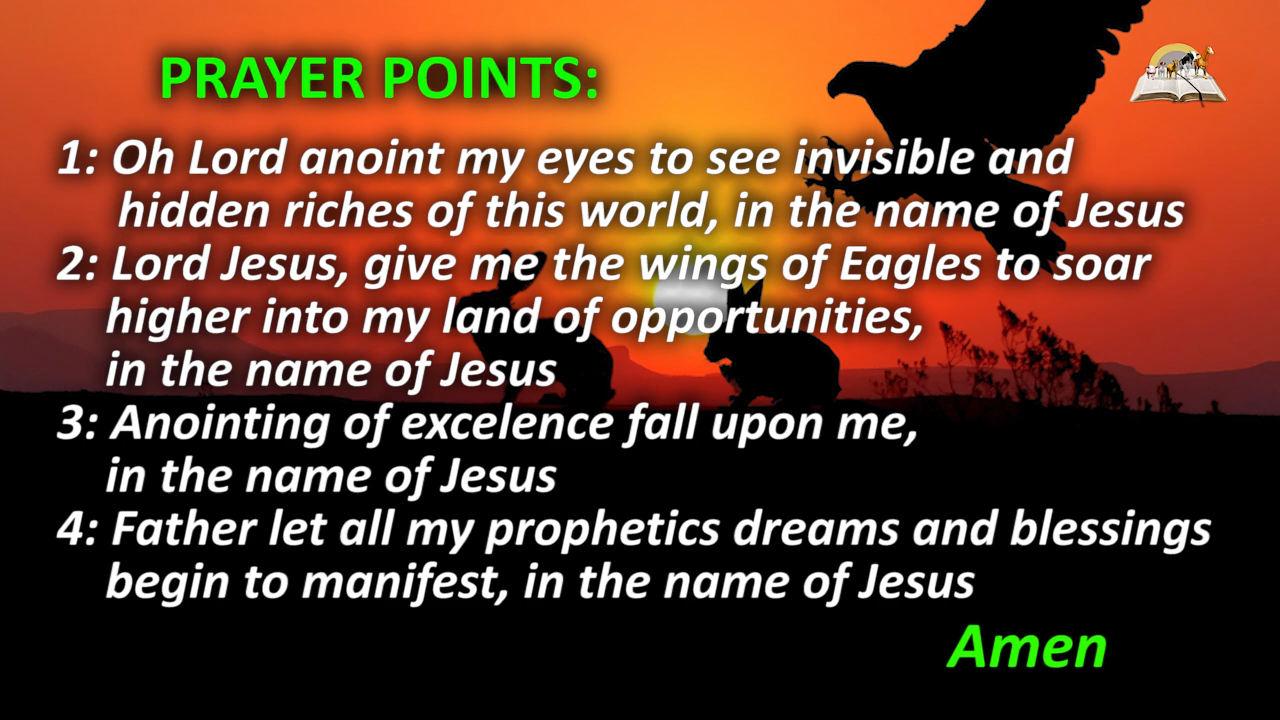 PRAYER POINTS:
1: Oh Lord anoint my eyes to see invisible and
hidden riches of this world, in the name of Jesus
2: Lord Jesus, give me the wings of Eagles to soar
higher into my land of opportunities,
in the name of Jesus
3: Anointing of excelence fall upon me,
in the name of Jesus
4: Father let all my prophetics dreams and blessings
begin to manifest, in the name of Jesus
Amen